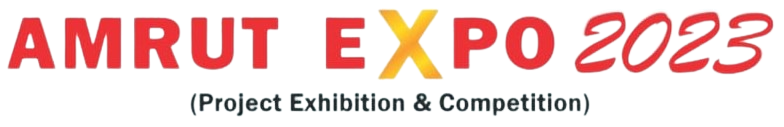 AMRUT EXPO 2023
(Project Exhibition & Competition)